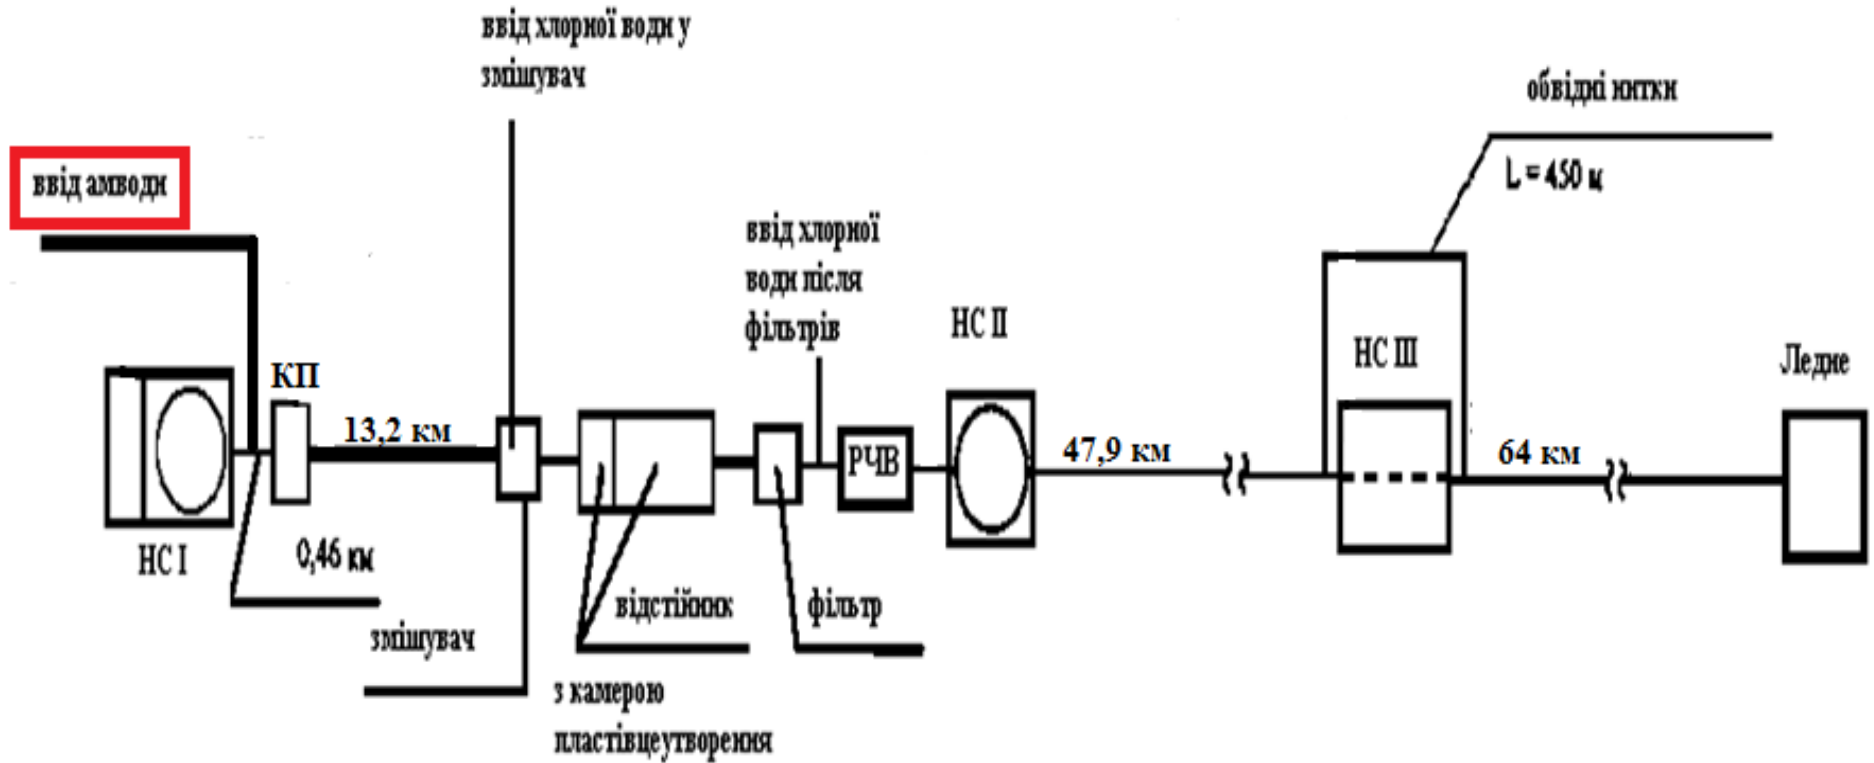 ввід хлорної води у
змішувач
обвідні нитки
L = 450 м
ввід амводи
ввід хлорної
води після
фільтрів
НС ІІ
НС ІІІ
Ледне
КП
13,2 км
РЧВ
47,9 км
64 км
НС І
0,46 км
відстійник
фільтр
змішувач
з камерою
пластівцеутворення